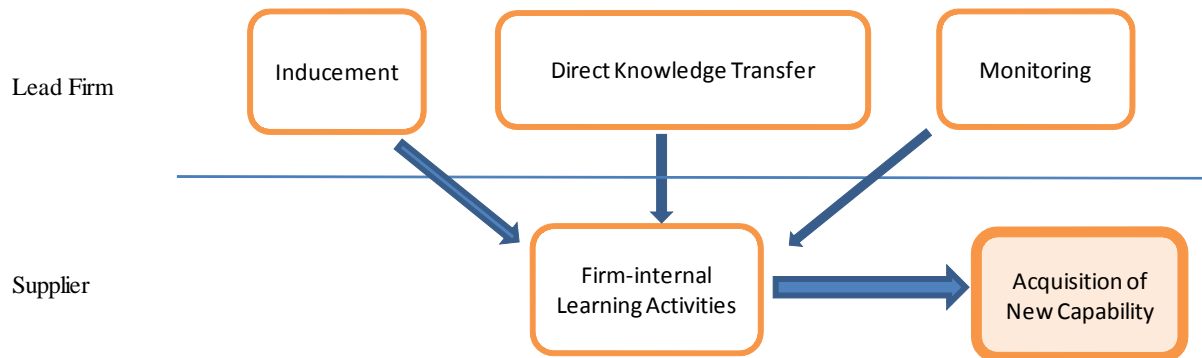 Lead Firm
Inducement
Direct Knowledge Transfer
Monitoring
Supplier
Firm-internal
Learning Activities
Acquisition of
New Capability